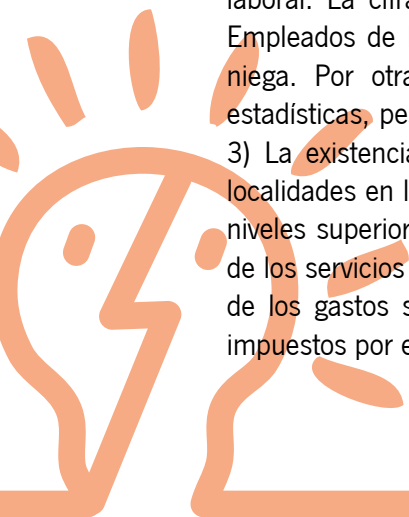 laboral. La cifra
Empleados de
niega. Por otra
estadísticas, pe
3) La existencia
localidades en l
niveles superior
de los servicios
de los gastos s
impuestos por e